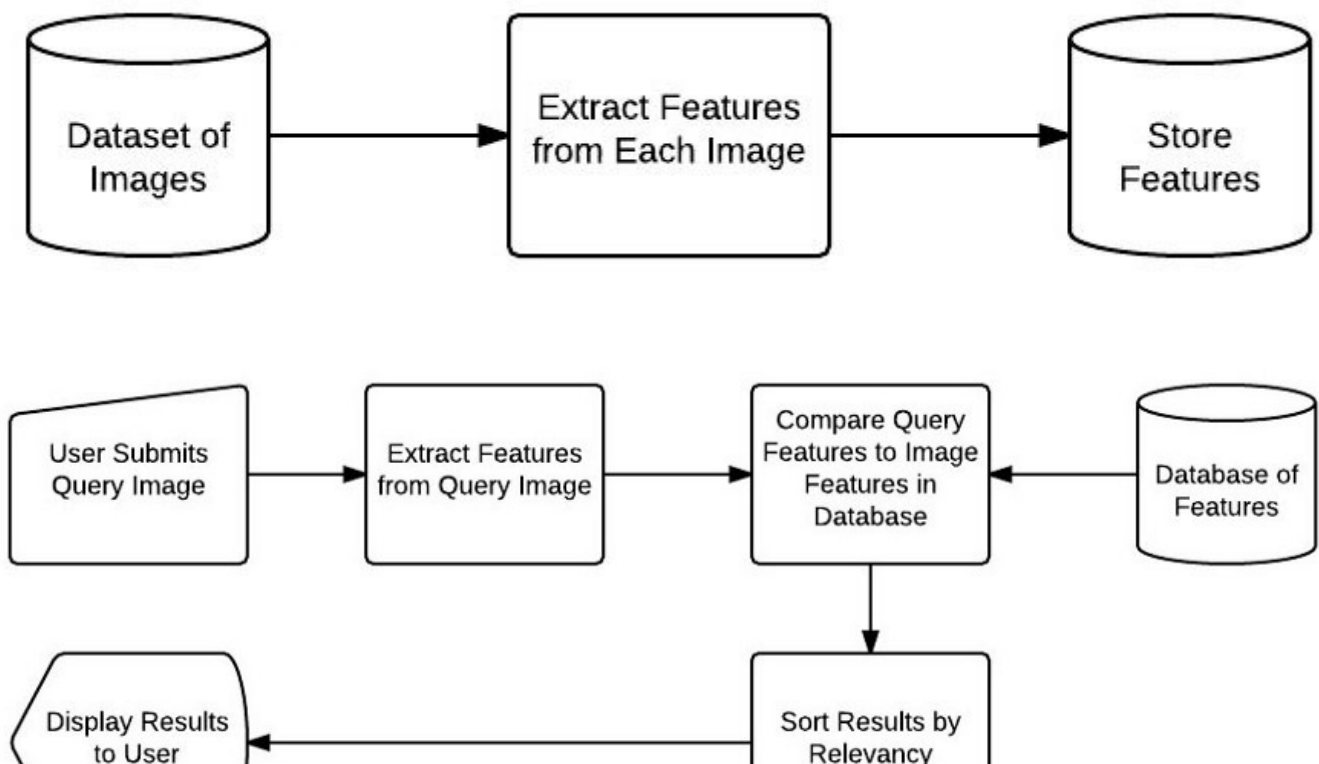 Dataset of
Images
Extract Features
from Each Image
Store
Features
User Submits
Query Image
Extract Features
from Query Image
Compare Query
Features to Image
Features in
Database
Database of
Features
Display Results
to User
Sort Results by
Relevancy